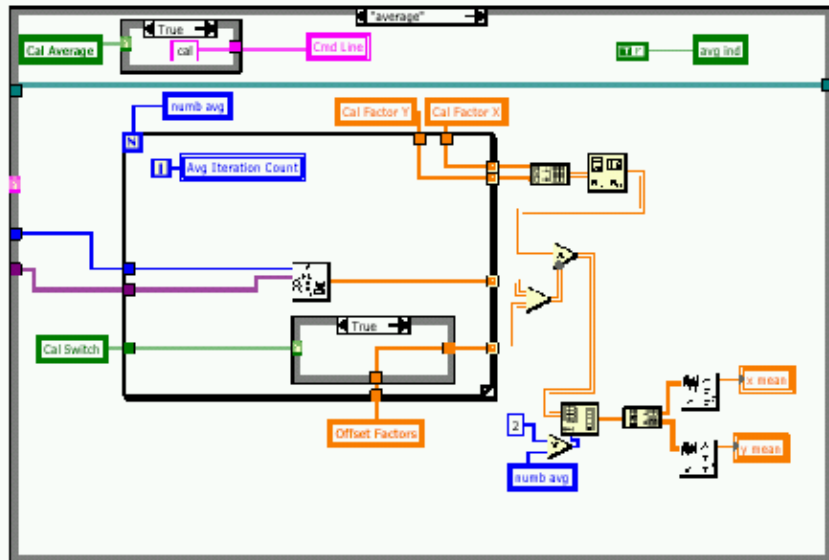 "average"
True
Cal Average
cal
Cmd Line
T F
avg ind
numb avg
Cal Factor Y
Cal Factor X
N
i
Avg Iteration Count
True
Cal Switch
Offset Factors
x mean
2
y mean
numb avg